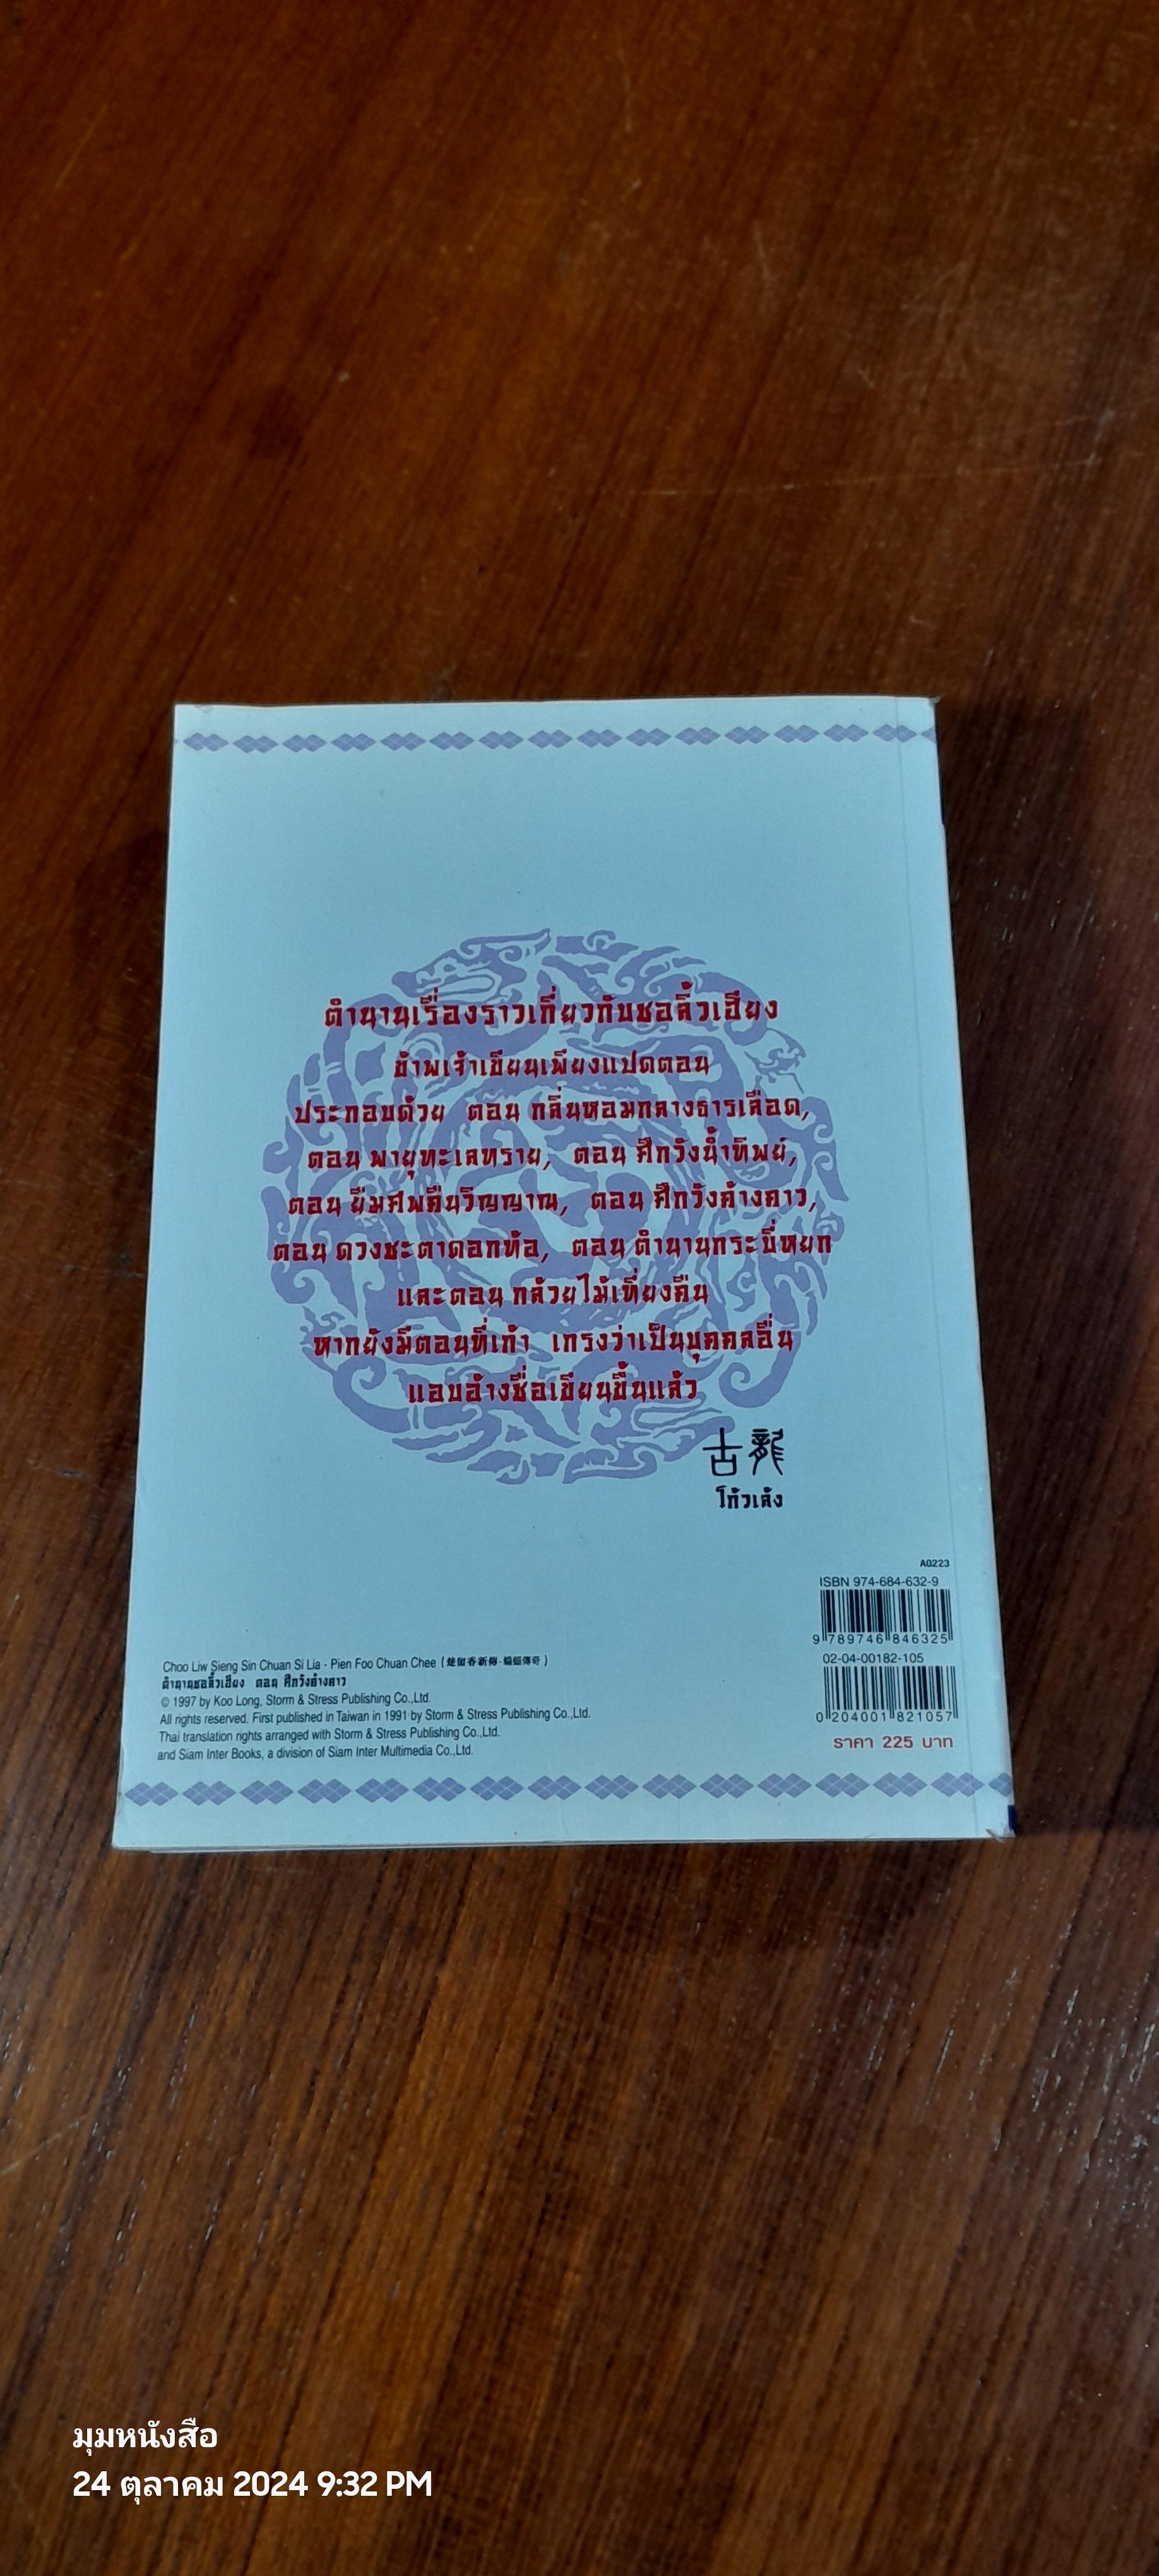 ตำนานเรื่องราวเกี่ยวกับชอลิ้วเฮียง
ข้าพเจ้าเขียนเพียงแปดตอน
ประกอบด้วย ตอน กลิ่นหอมกลางธารเลือด,
ตอน พายุทะเลทราย, ตอน ศึกวังน้ำทิพย์,
ตอน ยืมศพคืนวิญญาณ, ตอน ศึกวังค้างคาว,
ตอน ดวงชะตาดอกท้อ, ตอน ตำนานกระบี่หยก
และตอน กล้วยไม้เที่ยงคืน
หากยังมีตอนที่เก้า เกรงว่าเป็นบุคคลอื่น
แอบอ้างชื่อเขียนขึ้นแล้ว
古龍
โก้วเล้ง
A0223
ISBN 974-684-632-9
9 789746 846325
02-04-00182-105
0 204001 821057
ราคา 225 บาท
Choo Liw Sieng Sin Chuan Si Lia - Pien Foo Chuan Chee (楚留香新傳-蝙蝠傳奇)
ตำนานชอลิ้วเฮียง ตอน ศึกวังค้างคาว
© 1997 by Koo Long, Storm & Stress Publishing Co.,Ltd.
All rights reserved. First published in Taiwan in 1991 by Storm & Stress Publishing Co.,Ltd.
Thai translation rights arranged with Storm & Stress Publishing Co.,Ltd.
and Siam Inter Books, a division of Siam Inter Multimedia Co.,Ltd.
มุมหนังสือ
24 ตุลาคม 2024 9:32 PM